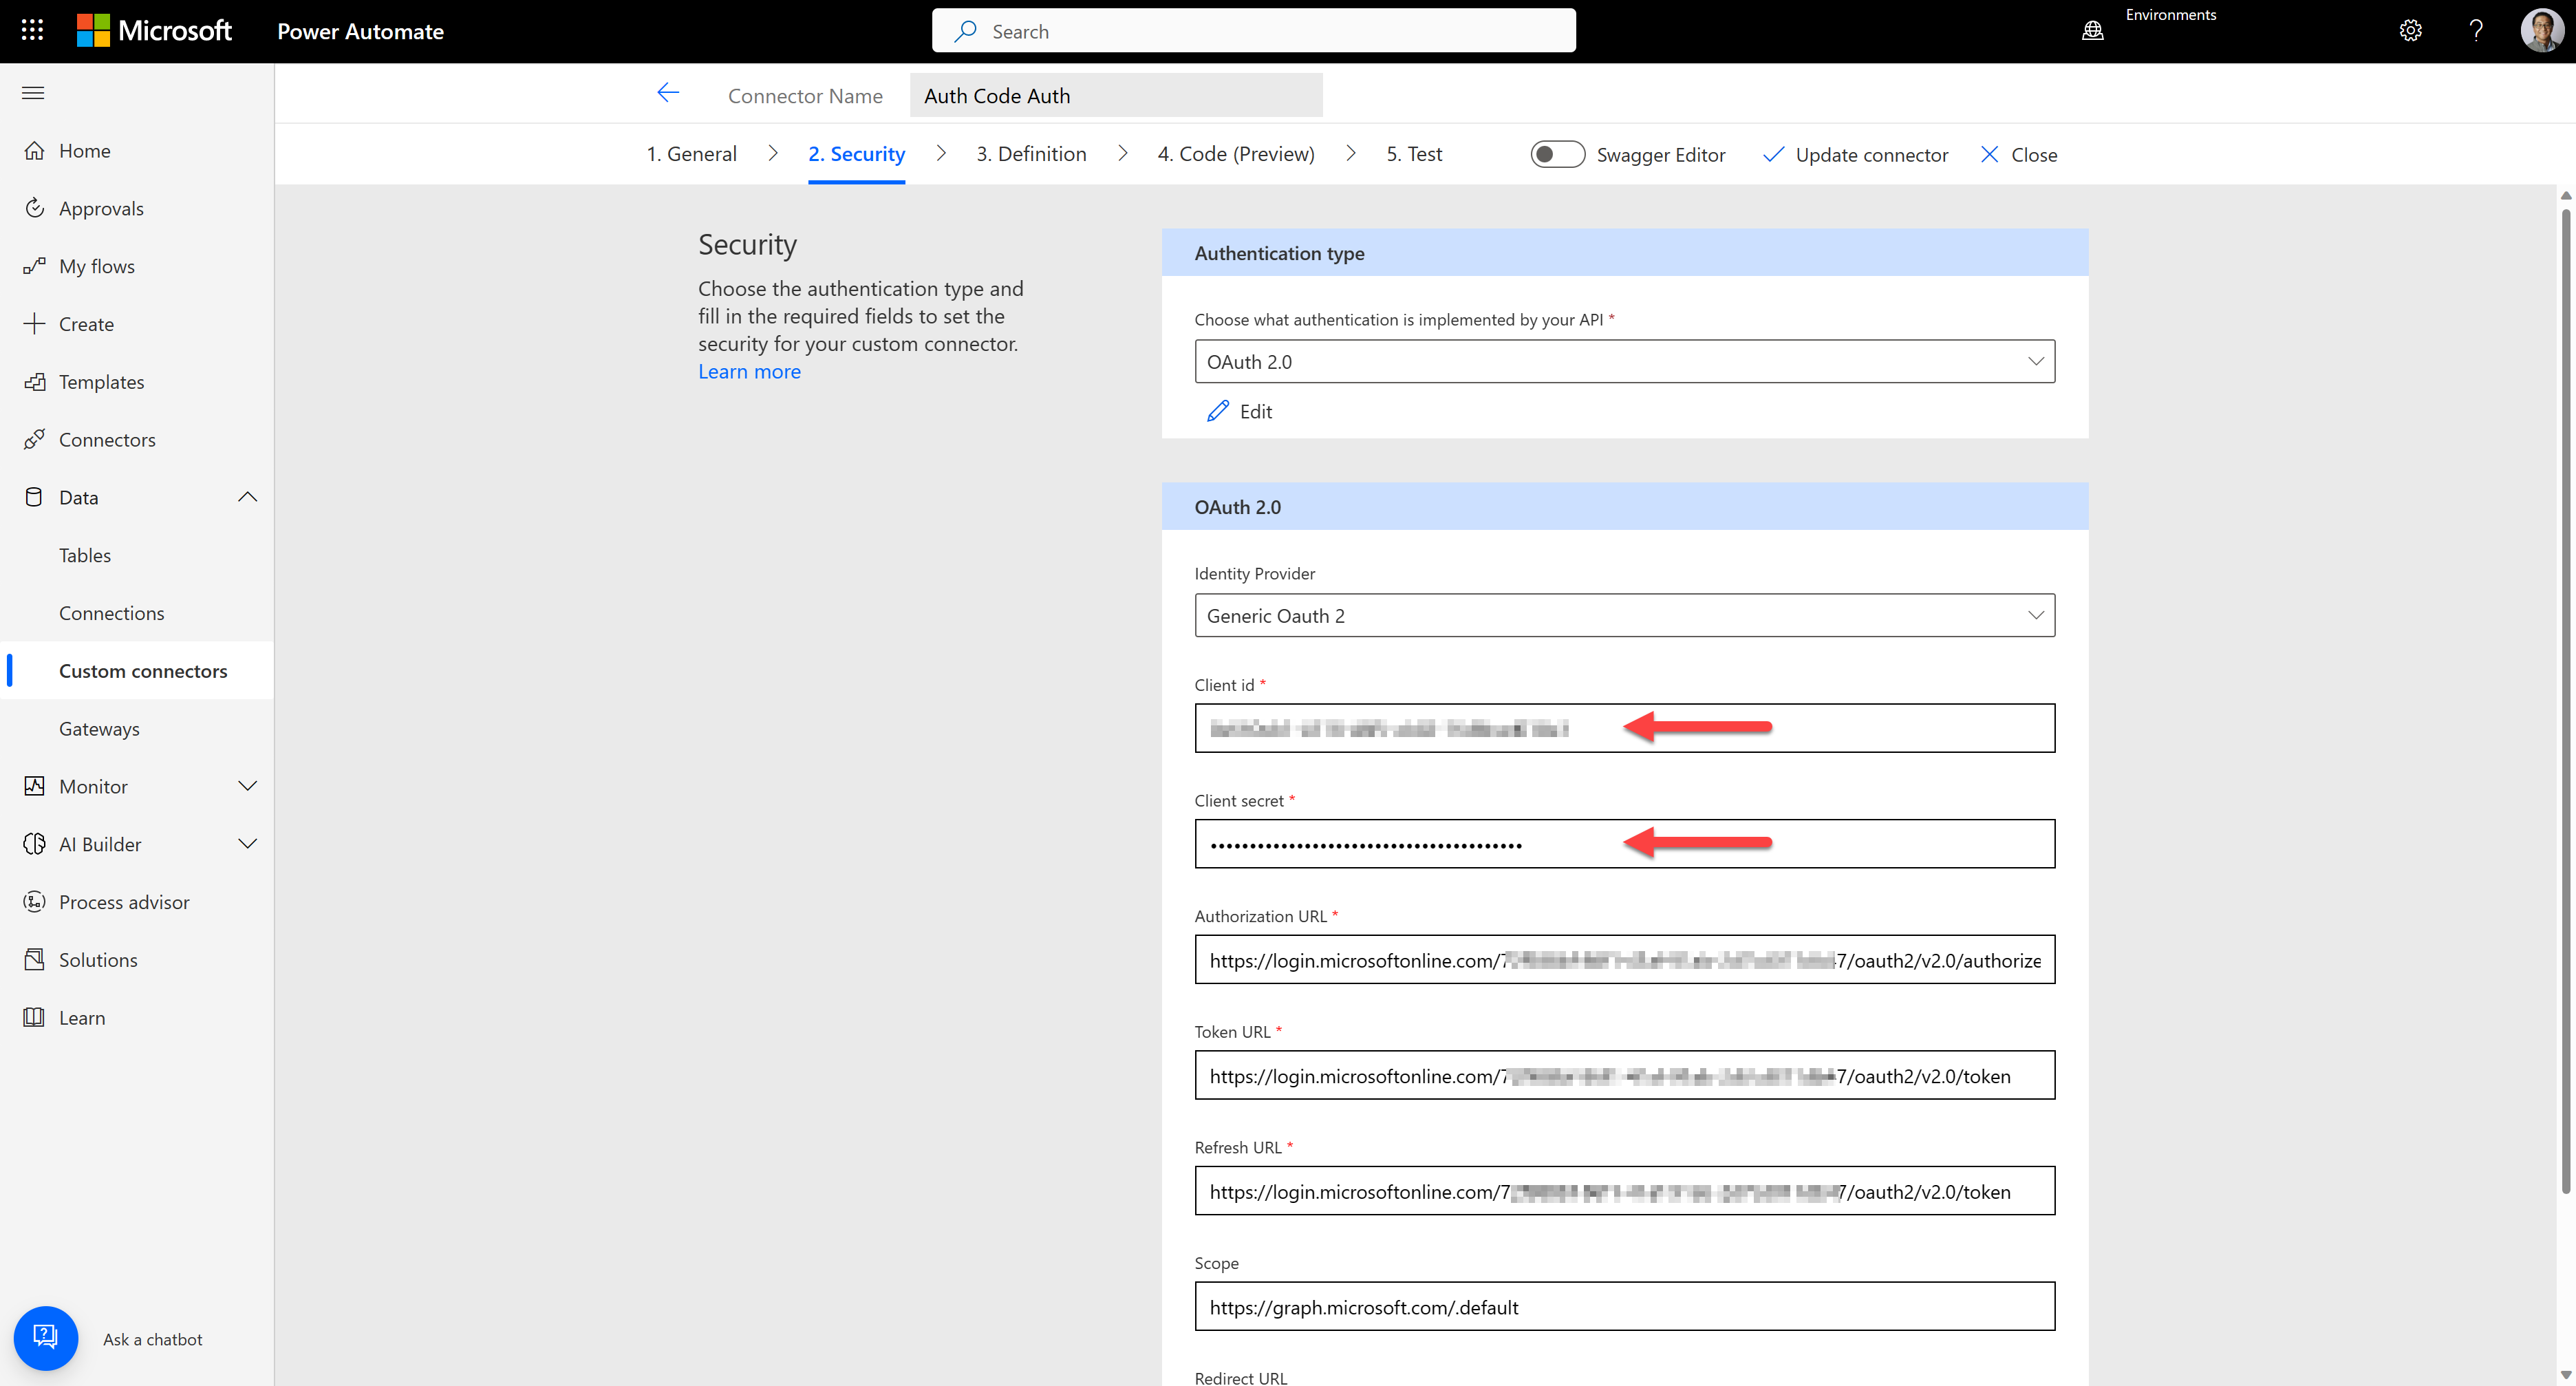 Microsoft
Power Automate
Search
Environments
Connector Name
Auth Code Auth
1. General
2. Security
3. Definition
4. Code (Preview)
5. Test
Swagger Editor
Update connector
Close
Home
Approvals
My flows
Create
Templates
Connectors
Data
Tables
Connections
Custom connectors
Gateways
Monitor
AI Builder
Process advisor
Solutions
Learn
Ask a chatbot
Security
Choose the authentication type and
fill in the required fields to set the
security for your custom connector.
Learn more
Authentication type
Choose what authentication is implemented by your API *
OAuth 2.0
Edit
OAuth 2.0
Identity Provider
Generic Oauth 2
Client id *
Client secret *
••••••••••••••••••••••••••••••••••••••••
Authorization URL *
https://login.microsoftonline.com/7 7/oauth2/v2.0/authorize
Token URL *
https://login.microsoftonline.com/7 7/oauth2/v2.0/token
Refresh URL *
https://login.microsoftonline.com/7 7/oauth2/v2.0/token
Scope
https://graph.microsoft.com/.default
Redirect URL